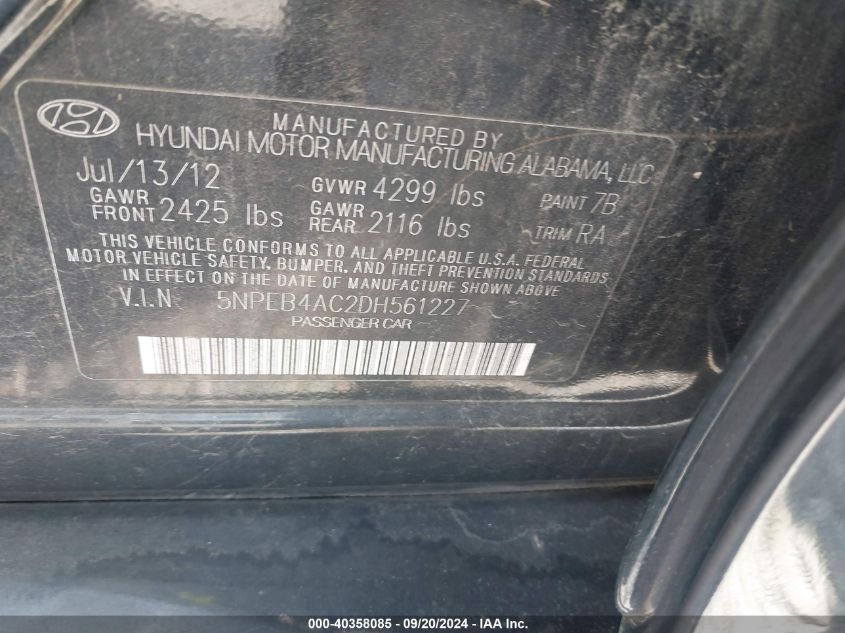 MANUFACTURED BY
HYUNDAI MOTOR MANUFACTURING ALABAMA, LLC
Jul/13/12 GVWR 4299 lbs PAINT 7B
GAWR FRONT 2425 lbs GAWR REAR 2116 lbs TRIM RA
THIS VEHICLE CONFORMS TO ALL APPLICABLE U.S.A. FEDERAL
MOTOR VEHICLE SAFETY, BUMPER, AND THEFT PREVENTION STANDARDS
IN EFFECT ON THE DATE OF MANUFACTURE SHOWN ABOVE
V.I.N 5NPEB4AC2DH561227
PASSENGER CAR
000-40358085 - 09/20/2024 - IAA Inc.